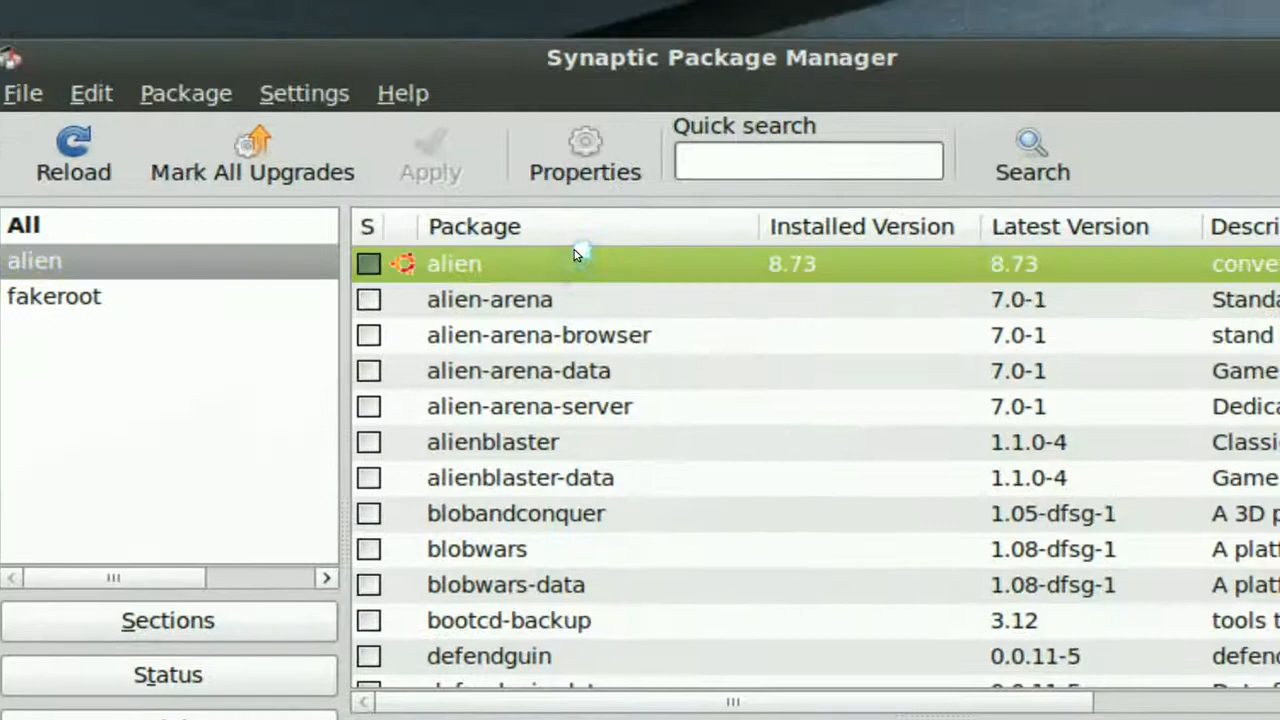 Synaptic Package Manager
File Edit Package Settings Help
Reload Mark All Upgrades Apply Properties Quick search Search
All
alien
fakeroot
S Package Installed Version Latest Version Descri
alien 8.73 8.73 conve
alien-arena 7.0-1 Standa
alien-arena-browser 7.0-1 stand
alien-arena-data 7.0-1 Game
alien-arena-server 7.0-1 Dedica
alienblaster 1.1.0-4 Classi
alienblaster-data 1.1.0-4 Game
blobandconquer 1.05-dfsg-1 A 3D p
blobwars 1.08-dfsg-1 A platf
blobwars-data 1.08-dfsg-1 A platf
bootcd-backup 3.12 tools t
defendguin 0.0.11-5 defend
Sections
Status